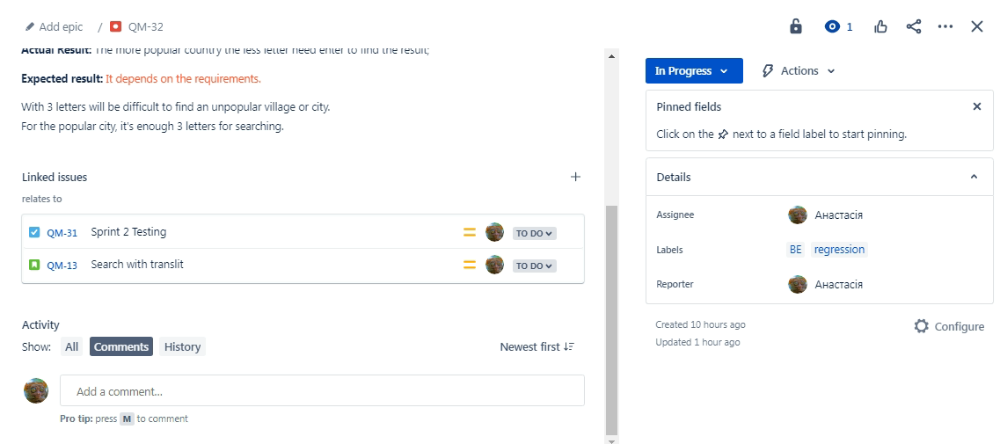 Add epic / QM-32
1
Actual Result: The more popular country the less letter need enter to find the result;
Expected result: It depends on the requirements.
With 3 letters will be difficult to find an unpopular village or city.
For the popular city, it's enough 3 letters for searching.
Linked issues
relates to
QM-31 Sprint 2 Testing TO DO
QM-13 Search with translit TO DO
Activity
Show: All Comments History Newest first
Add a comment...
Pro tip: press M to comment
In Progress Actions
Pinned fields
Click on the next to a field label to start pinning.
Details
Assignee Анастасія
Labels BE regression
Reporter Анастасія
Created 10 hours ago
Updated 1 hour ago
Configure